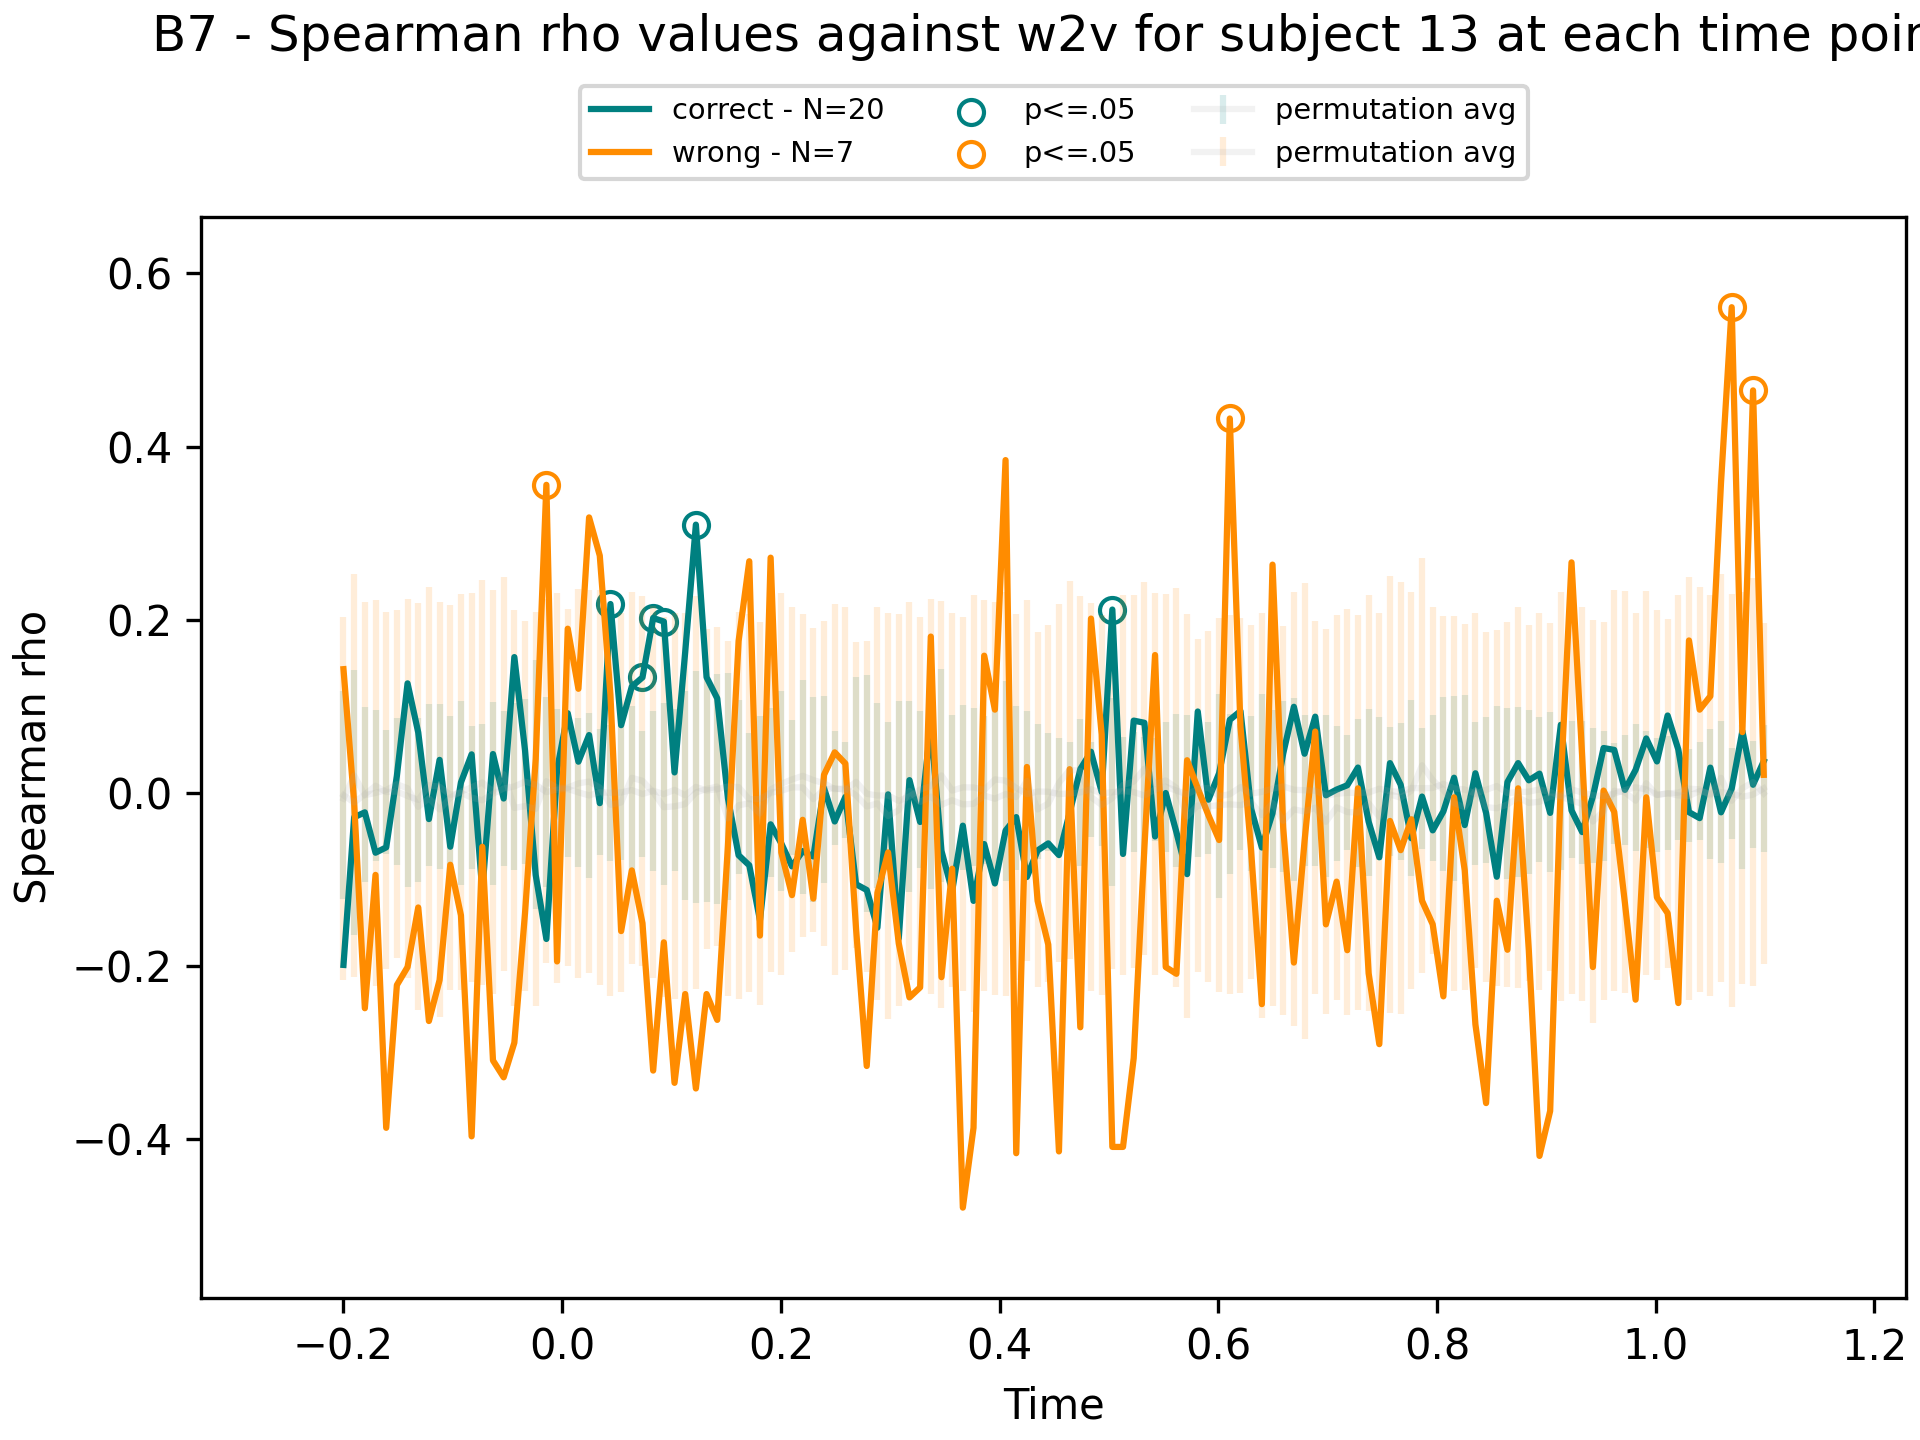 B7 - Spearman rho values against w2v for subject 13 at each time poin
correct - N=20
wrong - N=7
p<=.05
p<=.05
permutation avg
permutation avg
Spearman rho
0.6
0.4
0.2
0.0
−0.2
−0.4
−0.2 0.0 0.2 0.4 0.6 0.8 1.0 1.2
Time